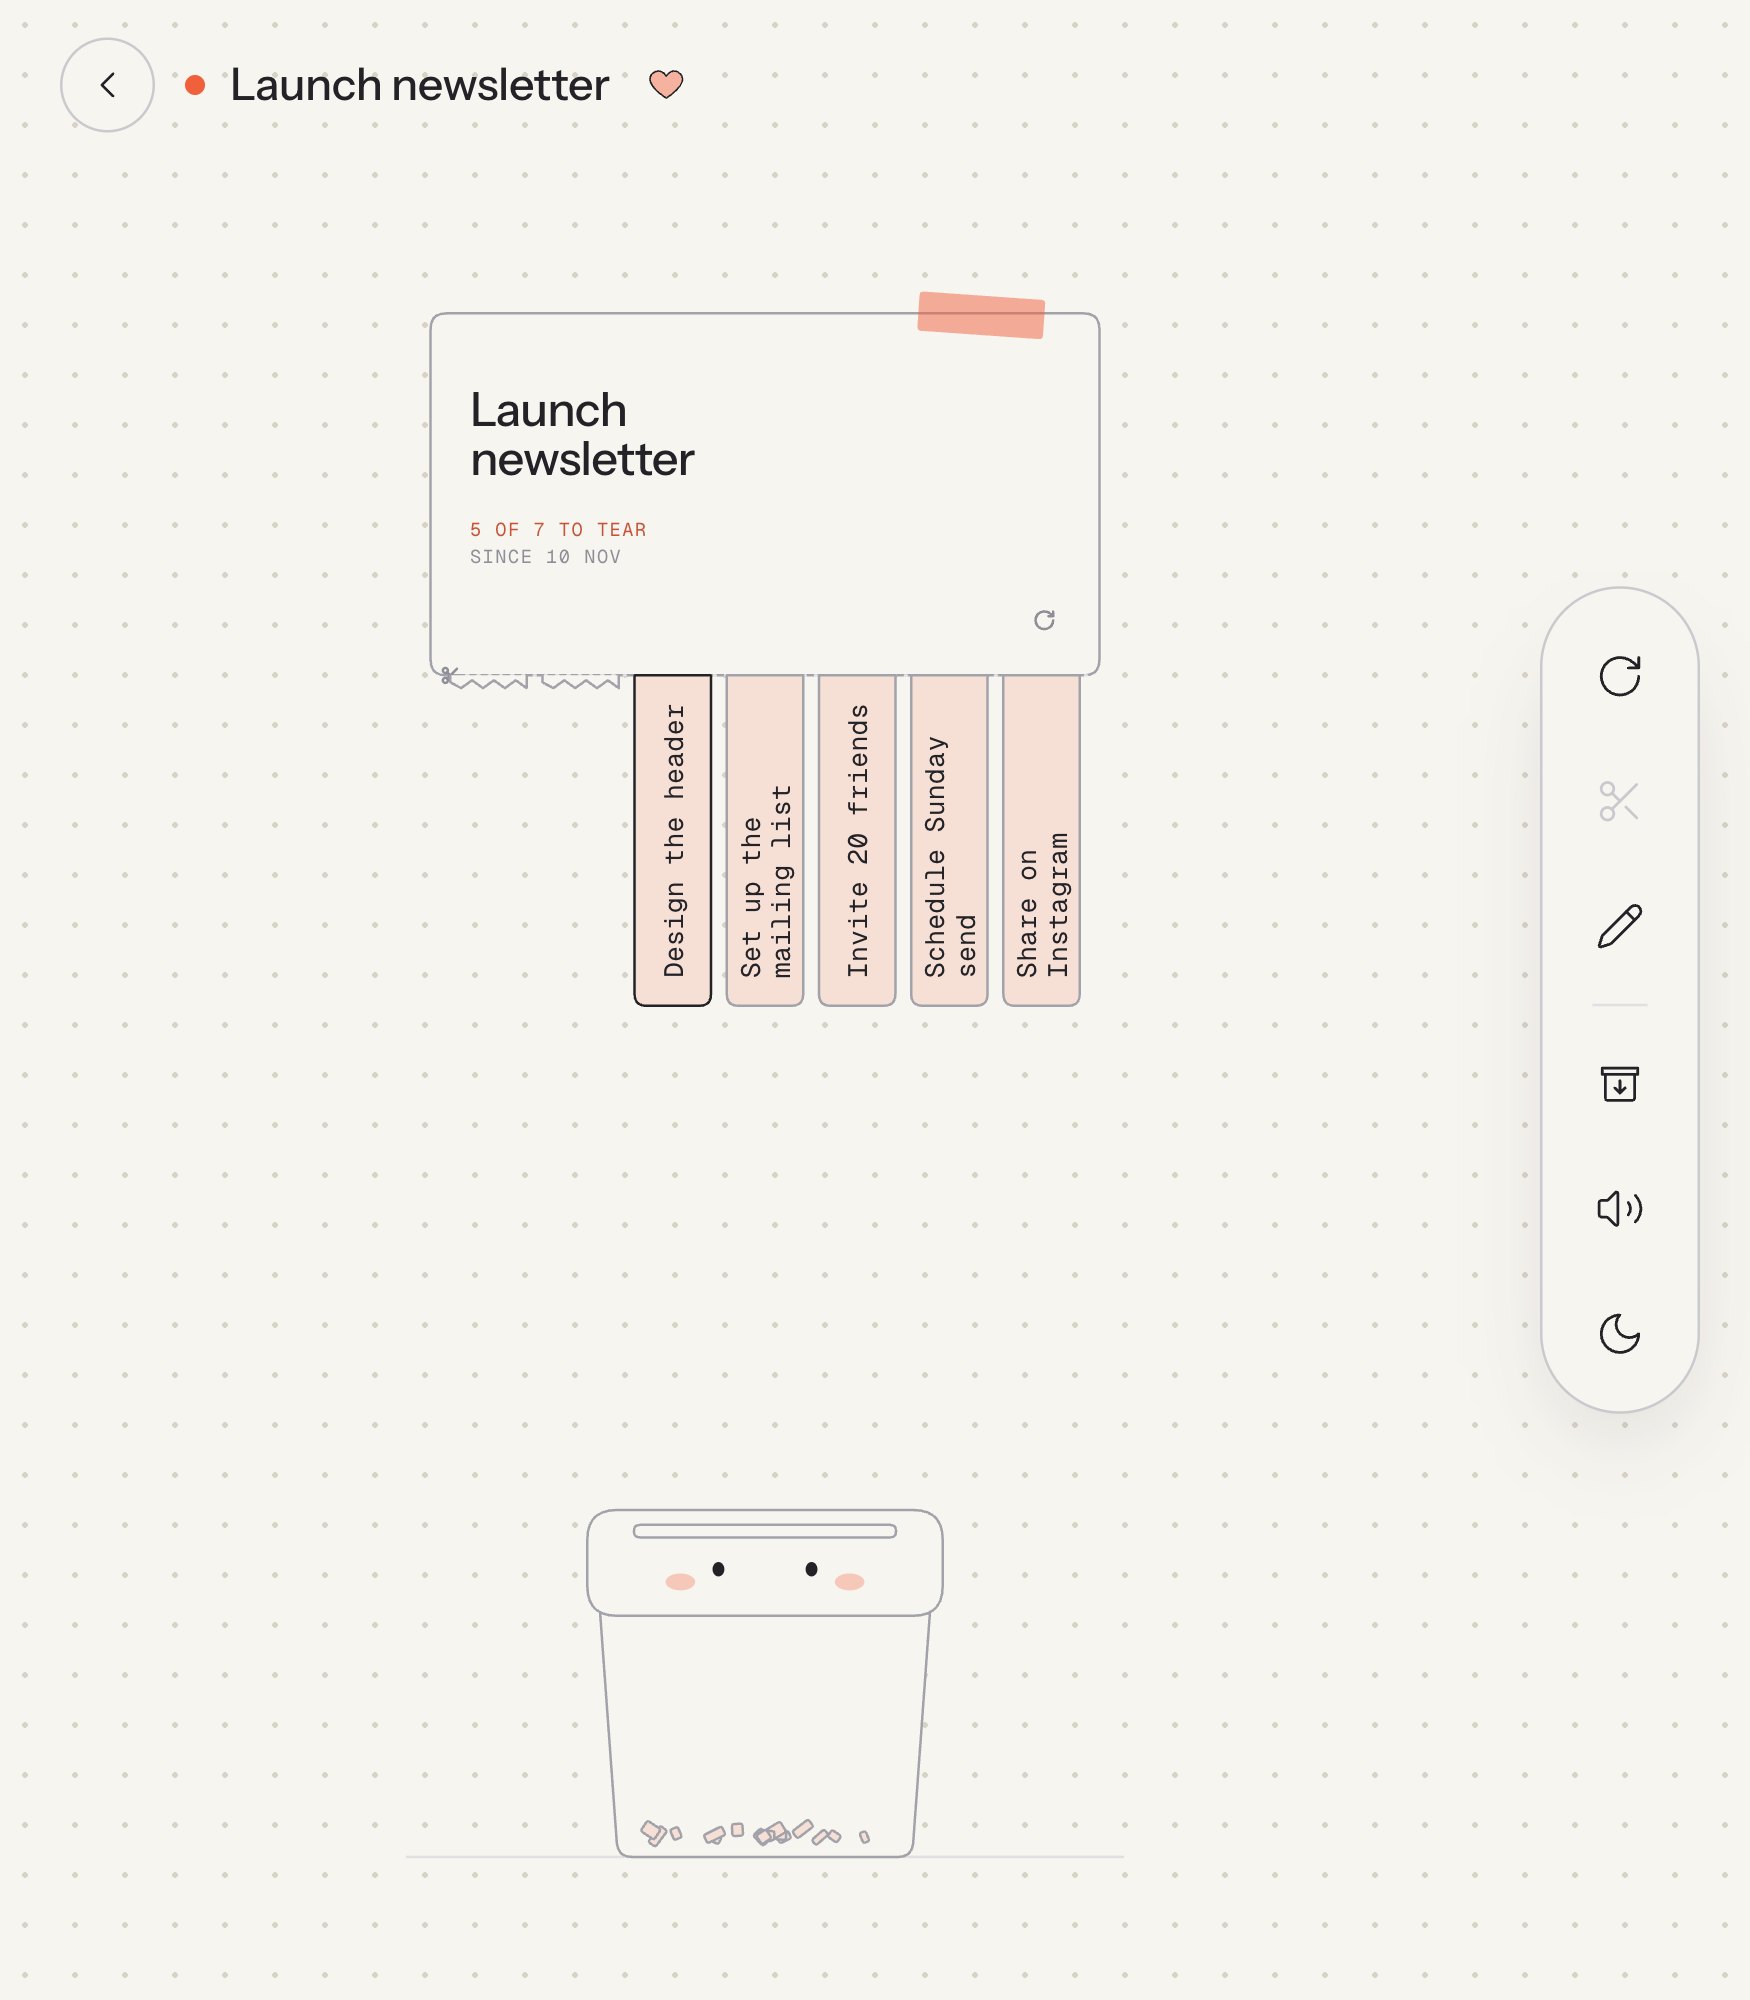 Launch newsletter
Launch
newsletter
5 OF 7 TO TEAR
SINCE 10 NOV
Design the header
Set up the
mailing list
Invite 20 friends
Schedule Sunday
send
Share on
Instagram